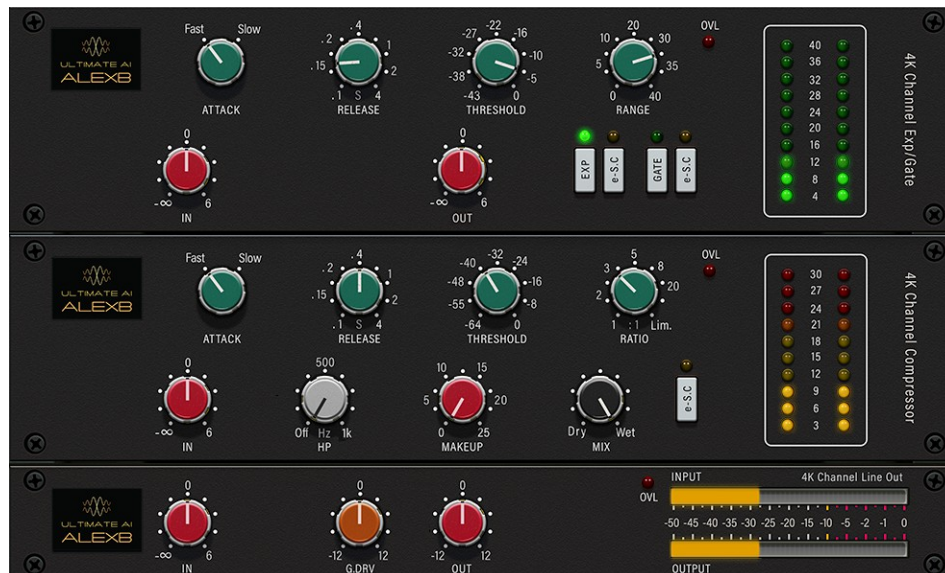 ULTIMATE AI
ALEXB
Fast Slow
ATTACK
.1 .15 .2 .4 1 2 4
S
RELEASE
-43 -38 -32 -27 -22 -16 -10 -5 0
THRESHOLD
0 5 10 20 30 35 40
RANGE
OVL
0
-∞ 6
IN
0
-∞ 6
OUT
EXP
e-S.C
GATE
e-S.C
40
36
32
28
24
20
16
12
8
4
4K Channel Exp/Gate
ULTIMATE AI
ALEXB
Fast Slow
ATTACK
.1 .15 .2 .4 1 2 4
S
RELEASE
-64 -55 -48 -40 -32 -24 -16 -8 0
THRESHOLD
1 2 3 5 8 20 Lim.
:1
RATIO
OVL
0
-∞ 6
IN
500
Off Hz 1k
HP
0 5 10 15 20 25
MAKEUP
Dry Wet
MIX
e-S.C
30
27
24
21
18
15
12
9
6
3
4K Channel Compressor
ULTIMATE AI
ALEXB
0
-∞ 6
IN
0
-12 12
G.DRV
0
-12 12
OUT
OVL
INPUT 4K Channel Line Out
-50 -45 -40 -35 -30 -25 -20 -15 -10 -5 -2 -1 0
OUTPUT